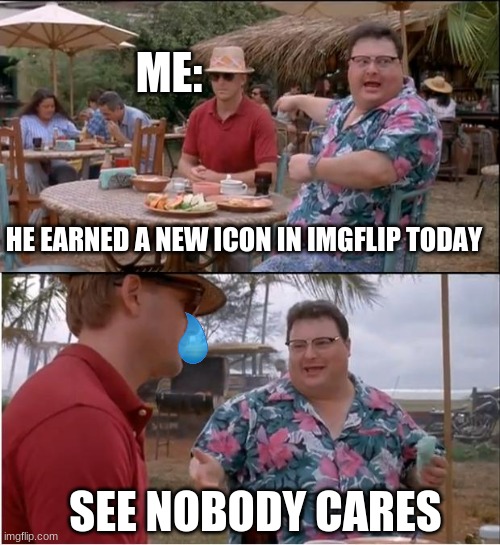 ME:
HE EARNED A NEW ICON IN IMGFLIP TODAY
SEE NOBODY CARES
imgflip.com